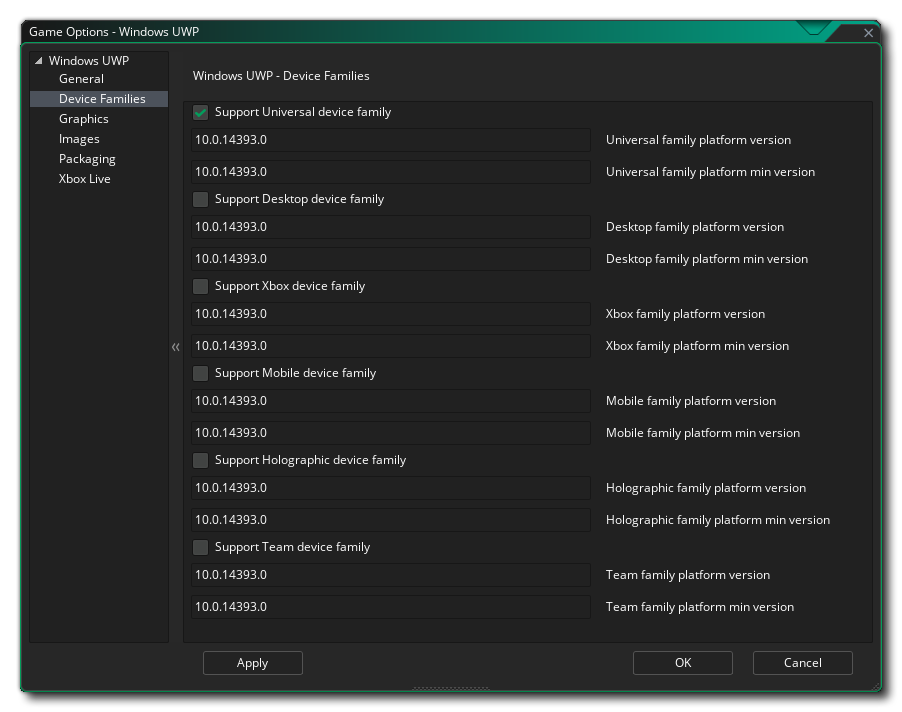 Game Options - Windows UWP
Windows UWP
General
Device Families
Graphics
Images
Packaging
Xbox Live
Windows UWP - Device Families
Support Universal device family
10.0.14393.0 Universal family platform version
10.0.14393.0 Universal family platform min version
Support Desktop device family
10.0.14393.0 Desktop family platform version
10.0.14393.0 Desktop family platform min version
Support Xbox device family
10.0.14393.0 Xbox family platform version
10.0.14393.0 Xbox family platform min version
Support Mobile device family
10.0.14393.0 Mobile family platform version
10.0.14393.0 Mobile family platform min version
Support Holographic device family
10.0.14393.0 Holographic family platform version
10.0.14393.0 Holographic family platform min version
Support Team device family
10.0.14393.0 Team family platform version
10.0.14393.0 Team family platform min version
Apply OK Cancel